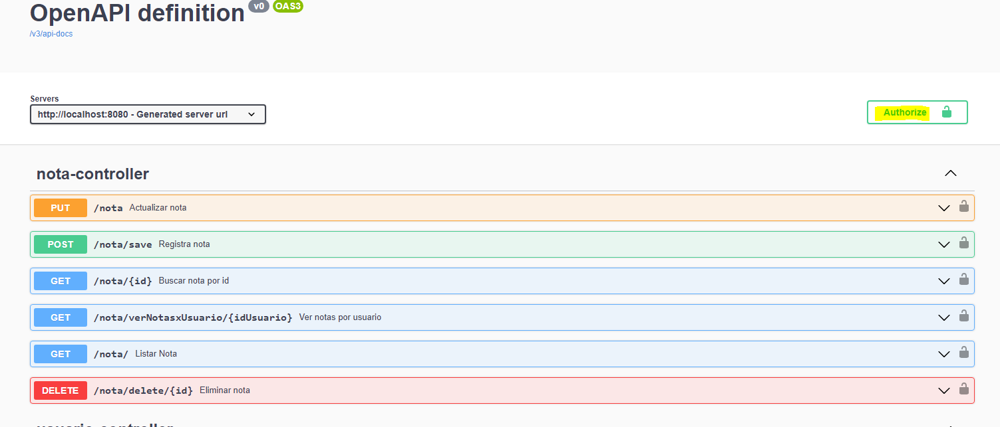 OpenAPI definition v0 OAS3
/v3/api-docs
Servers
http://localhost:8080 - Generated server url
Authorize
nota-controller
PUT /nota Actualizar nota
POST /nota/save Registra nota
GET /nota/{id} Buscar nota por id
GET /nota/verNotasxUsuario/{idUsuario} Ver notas por usuario
GET /nota/ Listar Nota
DELETE /nota/delete/{id} Eliminar nota